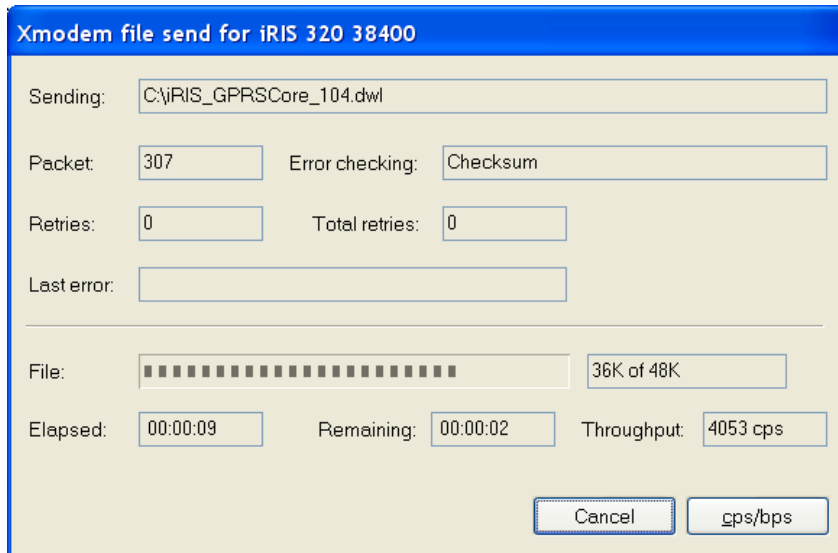 Xmodem file send for iRIS 320 38400
Sending: C:\iRIS_GPRSCore_104.dwl
Packet: 307 Error checking: Checksum
Retries: 0 Total retries: 0
Last error:
File: 36K of 48K
Elapsed: 00:00:09 Remaining: 00:00:02 Throughput: 4053 cps
Cancel cps/bps